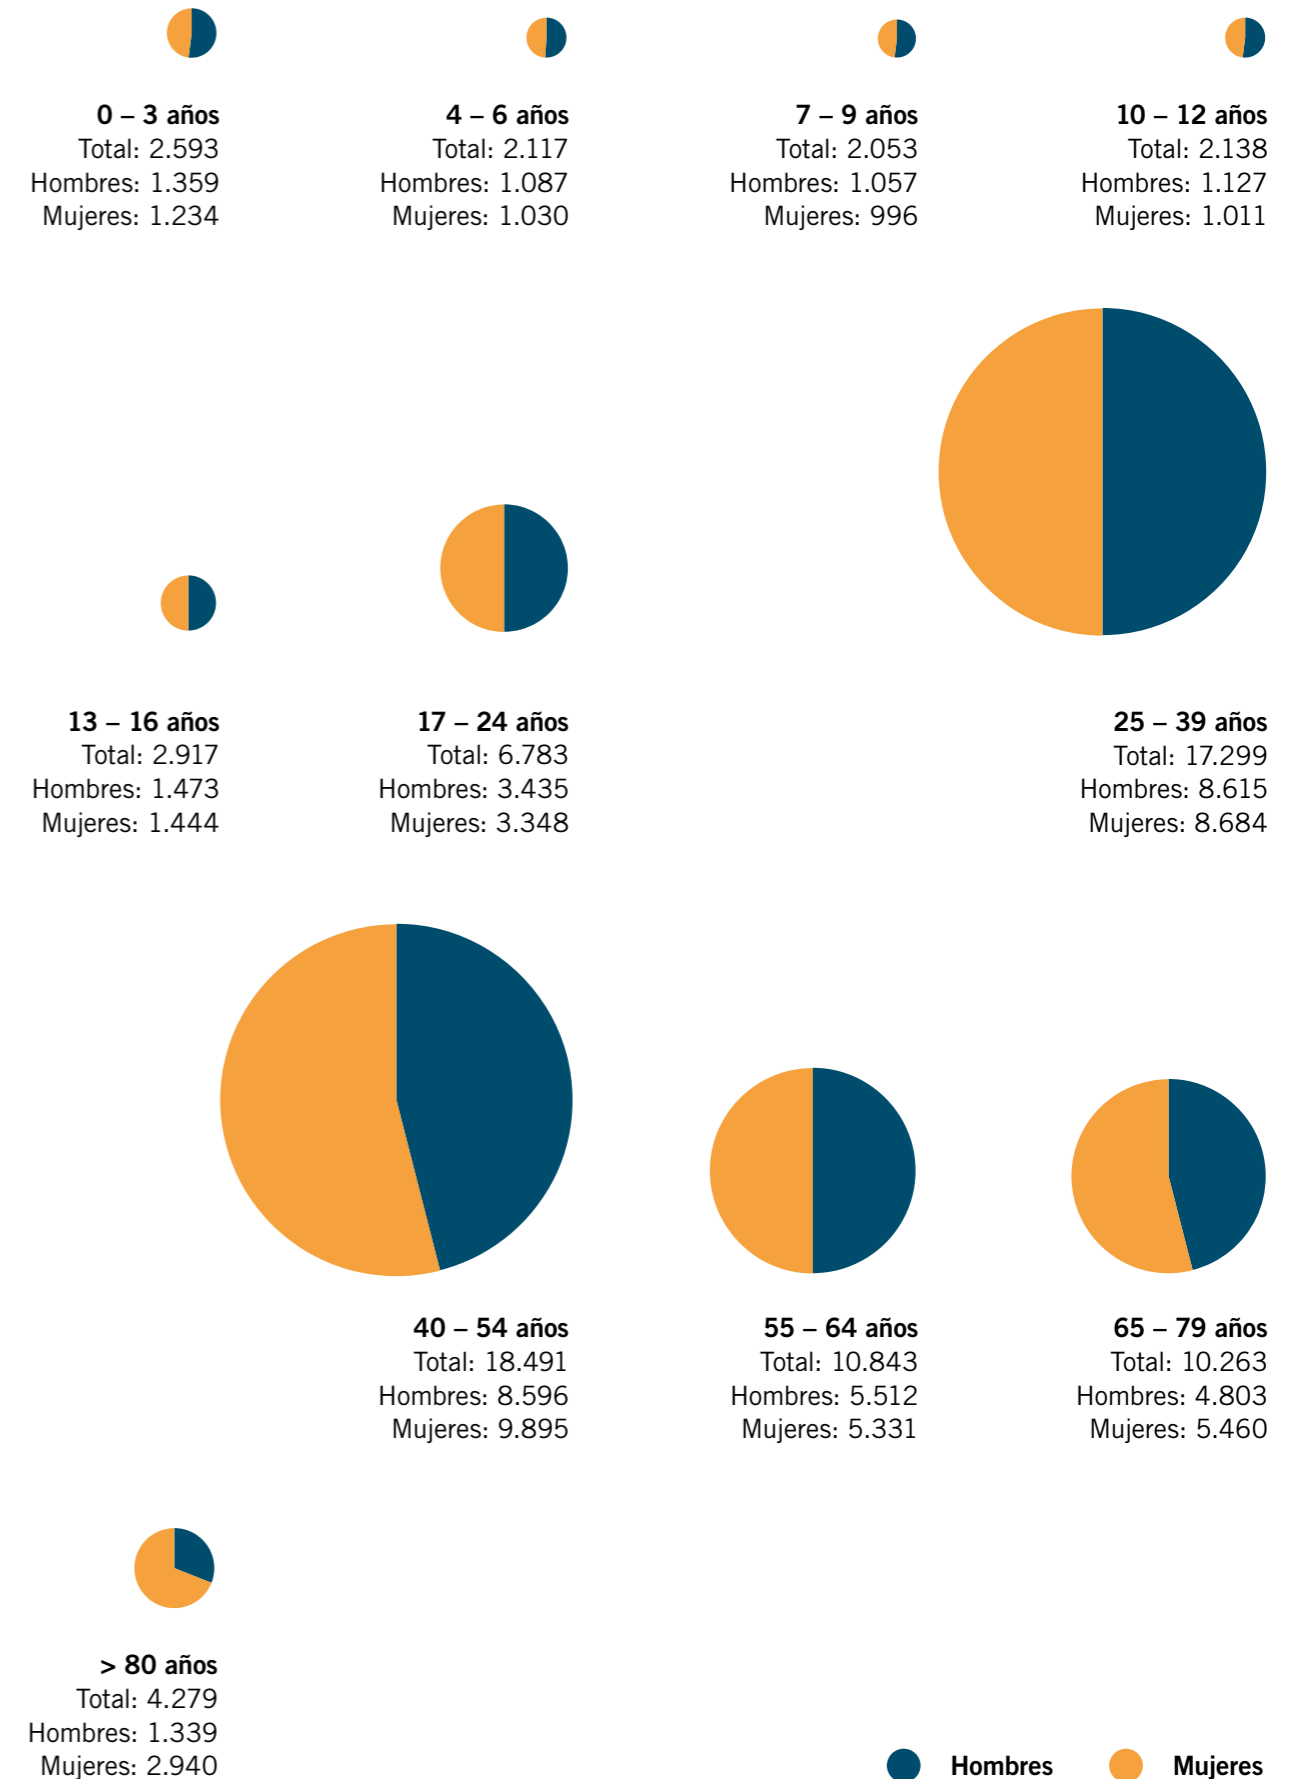 0 – 3 años
Total: 2.593
Hombres: 1.359
Mujeres: 1.234
4 – 6 años
Total: 2.117
Hombres: 1.087
Mujeres: 1.030
7 – 9 años
Total: 2.053
Hombres: 1.057
Mujeres: 996
10 – 12 años
Total: 2.138
Hombres: 1.127
Mujeres: 1.011
13 – 16 años
Total: 2.917
Hombres: 1.473
Mujeres: 1.444
17 – 24 años
Total: 6.783
Hombres: 3.435
Mujeres: 3.348
25 – 39 años
Total: 17.299
Hombres: 8.615
Mujeres: 8.684
40 – 54 años
Total: 18.491
Hombres: 8.596
Mujeres: 9.895
55 – 64 años
Total: 10.843
Hombres: 5.512
Mujeres: 5.331
65 – 79 años
Total: 10.263
Hombres: 4.803
Mujeres: 5.460
> 80 años
Total: 4.279
Hombres: 1.339
Mujeres: 2.940
Hombres
Mujeres